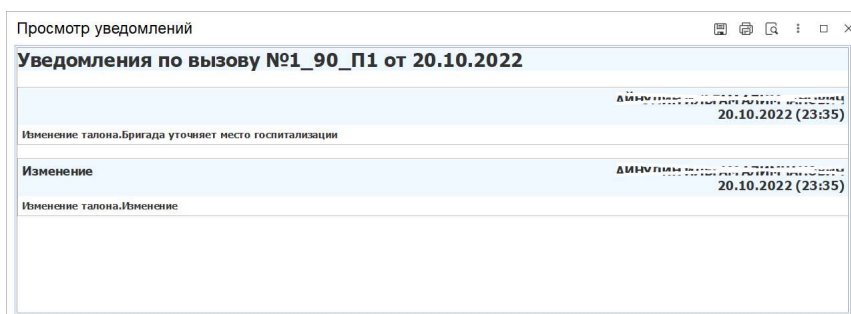 Просмотр уведомлений
Уведомления по вызову №1_90_П1 от 20.10.2022
20.10.2022 (23:35)
Изменение талона.Бригада уточняет место госпитализации
Изменение
20.10.2022 (23:35)
Изменение талона.Изменение